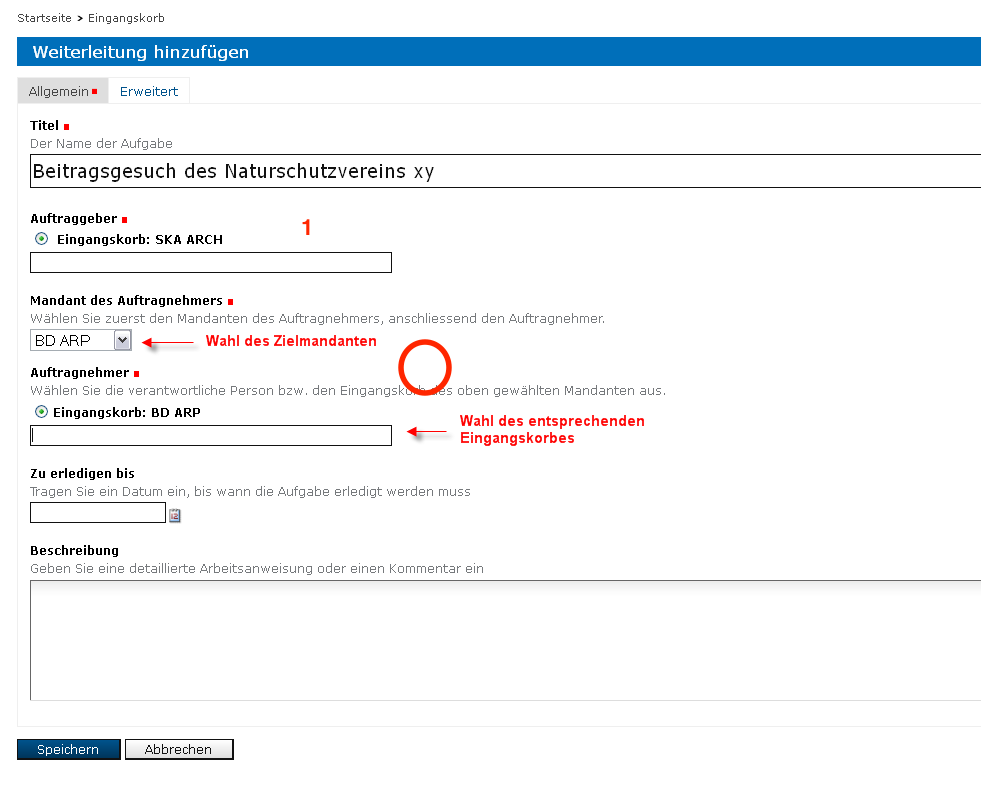 Startseite > Eingangskorb
Weiterleitung hinzufügen
Allgemein Erweitert
Titel
Der Name der Aufgabe
Beitragsgesuch des Naturschutzvereins xy
Auftraggeber
1
Eingangskorb: SKA ARCH
Mandant des Auftragnehmers
Wählen Sie zuerst den Mandanten des Auftragnehmers, anschliessend den Auftragnehmer.
BD ARP Wahl des Zielmandanten
Auftragnehmer
Wählen Sie die verantwortliche Person bzw. den Eingangskorb des oben gewählten Mandanten aus.
Eingangskorb: BD ARP
Wahl des entsprechenden
Eingangskorbes
Zu erledigen bis
Tragen Sie ein Datum ein, bis wann die Aufgabe erledigt werden muss
12
Beschreibung
Geben Sie eine detaillierte Arbeitsanweisung oder einen Kommentar ein
Speichern Abbrechen